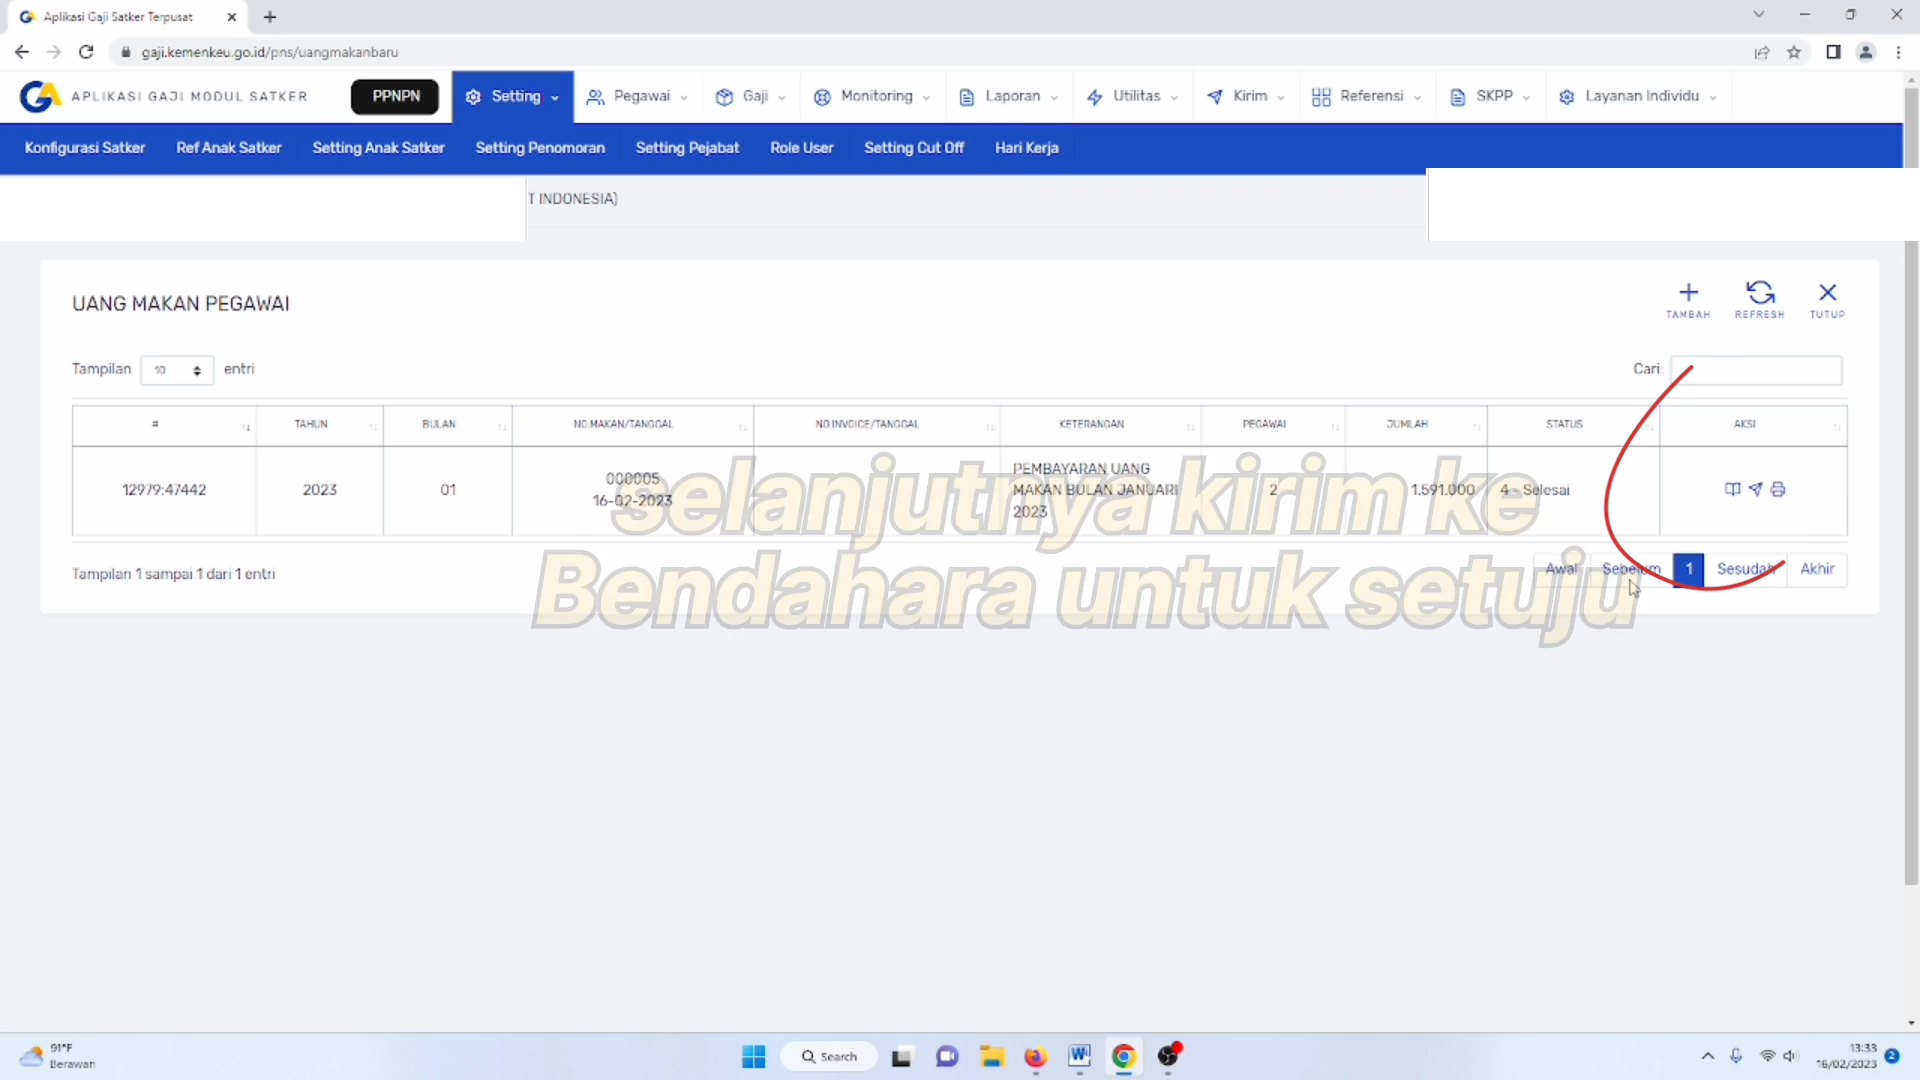 Aplikasi Gaji Satker Terpusat
gaji.kemenkeu.go.id/pns/uangmakanbaru
APLIKASI GAJI MODUL SATKER
PPNPN
Setting
Pegawai
Gaji
Monitoring
Laporan
Utilitas
Kirim
Referensi
SKPP
Layanan Individu
Konfigurasi Satker
Ref Anak Satker
Setting Anak Satker
Setting Penomoran
Setting Pejabat
Role User
Setting Cut Off
Hari Kerja
T INDONESIA)
UANG MAKAN PEGAWAI
TAMBAH
REFRESH
TUTUP
Tampilan 10 entri
Cari:
# TAHUN BULAN NO.MAKAN/TANGGAL NO.INVOICE/TANGGAL KETERANGAN PEGAWAI JUMLAH STATUS AKSI
12979:47442
2023
01
000005
16-02-2023
PEMBAYARAN UANG
MAKAN BULAN JANUARI
2023
2
1.591.000
4 - Selesai
selanjutnya kirim ke
Bendahara untuk setuju
Tampilan 1 sampai 1 dari 1 entri
Awal
Sebelum
1
Sesudah
Akhir
91°F
Berawan
Search
13:33
16/02/2023
2